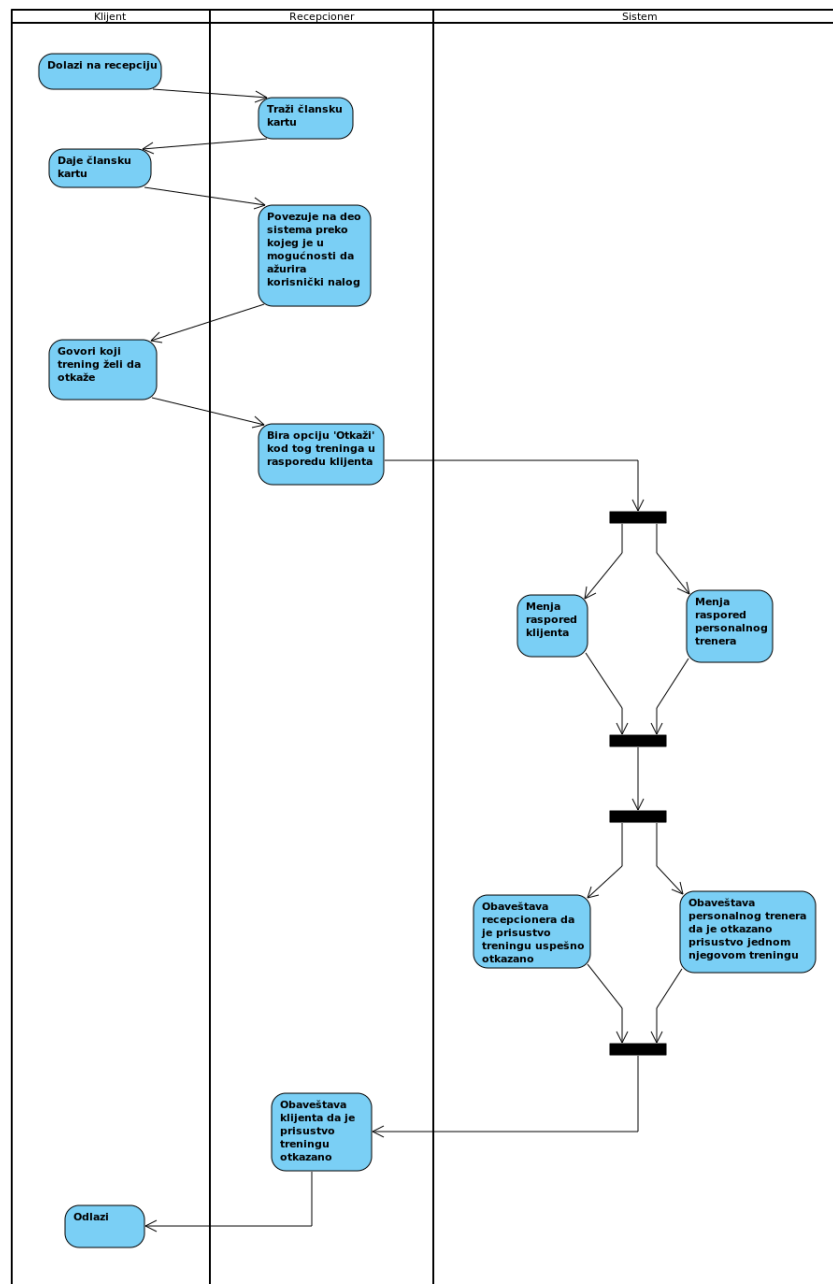 Klijent
Recepcioner
Sistem
Dolazi na recepciju
Traži člansku
kartu
Daje člansku
kartu
Povezuje na deo
sistema preko
kojeg je u
mogućnosti da
ažurira
korisnički nalog
Govori koji
trening želi da
otkaže
Bira opciju 'Otkaži'
kod tog treninga u
rasporedu klijenta
Menja
raspored
klijenta
Menja
raspored
personalnog
trenera
Obaveštava
recepcionera da
je prisustvo
treningu uspešno
otkazano
Obaveštava
personalnog trenera
da je otkazano
prisustvo jednom
njegovom treningu
Obaveštava
klijenta da je
prisustvo
treningu
otkazano
Odlazi